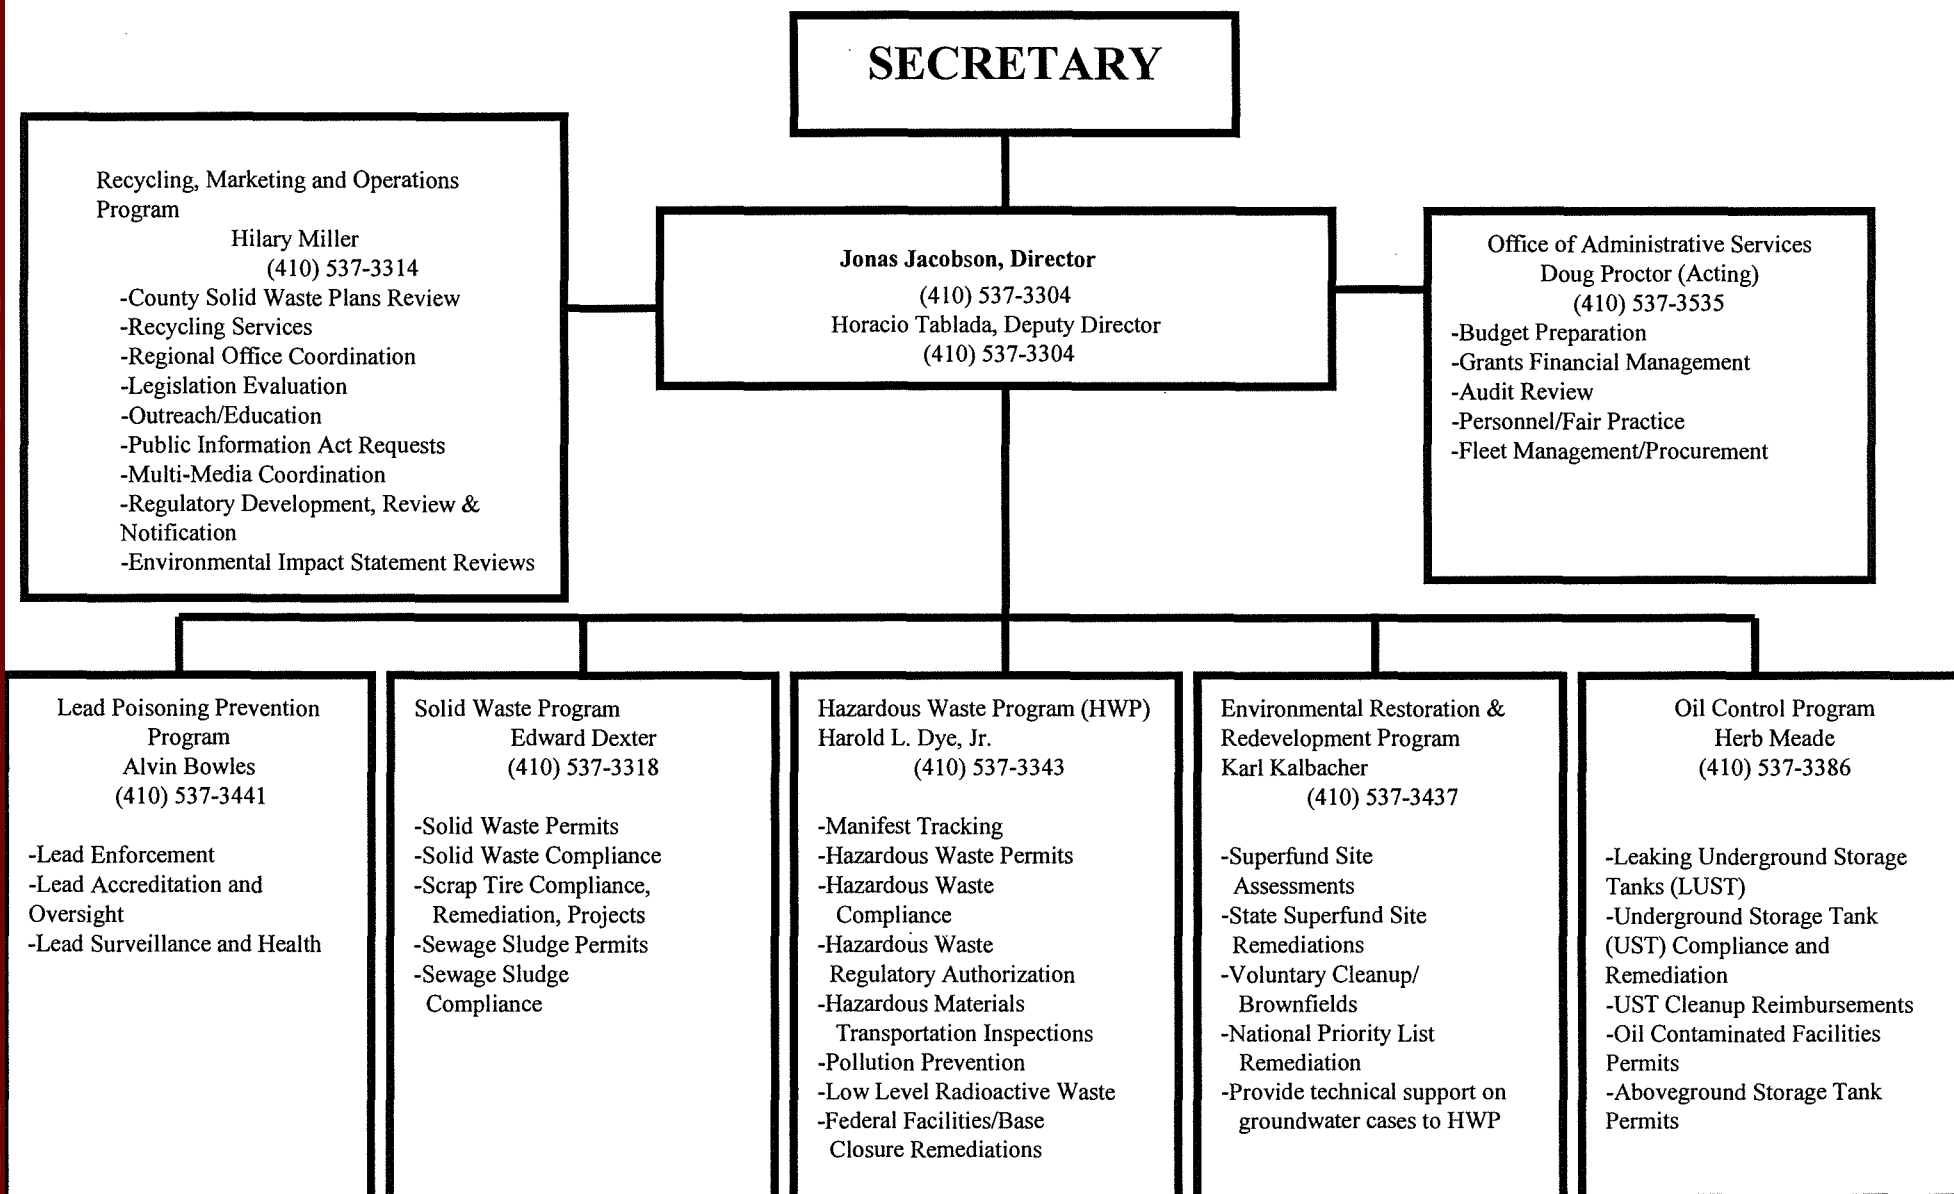 SECRETARY
Recycling, Marketing and Operations
Program
Hilary Miller
(410) 537-3314
-County Solid Waste Plans Review
-Recycling Services
-Regional Office Coordination
-Legislation Evaluation
-Outreach/Education
-Public Information Act Requests
-Multi-Media Coordination
-Regulatory Development, Review &
Notification
-Environmental Impact Statement Reviews
Jonas Jacobson, Director
(410) 537-3304
Horacio Tablada, Deputy Director
(410) 537-3304
Office of Administrative Services
Doug Proctor (Acting)
(410) 537-3535
-Budget Preparation
-Grants Financial Management
-Audit Review
-Personnel/Fair Practice
-Fleet Management/Procurement
Lead Poisoning Prevention
Program
Alvin Bowles
(410) 537-3441
-Lead Enforcement
-Lead Accreditation and
Oversight
-Lead Surveillance and Health
Solid Waste Program
Edward Dexter
(410) 537-3318
-Solid Waste Permits
-Solid Waste Compliance
-Scrap Tire Compliance,
Remediation, Projects
-Sewage Sludge Permits
-Sewage Sludge
Compliance
Hazardous Waste Program (HWP)
Harold L. Dye, Jr.
(410) 537-3343
-Manifest Tracking
-Hazardous Waste Permits
-Hazardous Waste
Compliance
-Hazardous Waste
Regulatory Authorization
-Hazardous Materials
Transportation Inspections
-Pollution Prevention
-Low Level Radioactive Waste
-Federal Facilities/Base
Closure Remediations
Environmental Restoration &
Redevelopment Program
Karl Kalbacher
(410) 537-3437
-Superfund Site
Assessments
-State Superfund Site
Remediations
-Voluntary Cleanup/
Brownfields
-National Priority List
Remediation
-Provide technical support on
groundwater cases to HWP
Oil Control Program
Herb Meade
(410) 537-3386
-Leaking Underground Storage
Tanks (LUST)
-Underground Storage Tank
(UST) Compliance and
Remediation
-UST Cleanup Reimbursements
-Oil Contaminated Facilities
Permits
-Aboveground Storage Tank
Permits